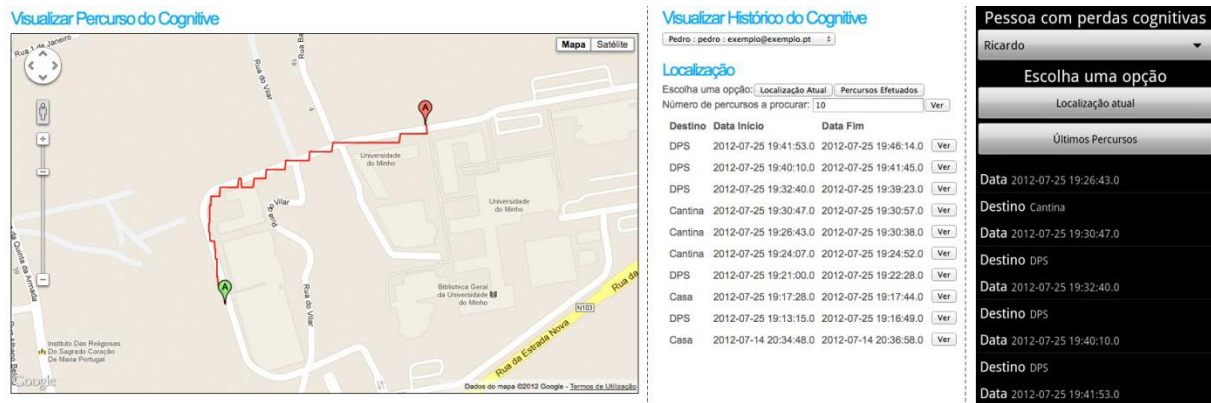 Visualizar Percurso do Cognitive
Mapa Satélite
Rua 1 de Janeiro
Rua do Vilar
A
Universidade do Minho
Universidade do Minho
Vilar
A
Biblioteca Geral da Universidade do Minho
Rua da Quinta da Armada
Rua do Vilar
N103
Rua da Estrada Nova
Instituto Das Religiosas Do Sagrado Coração De Maria Portugal
Google
Dados do mapa ©2012 Google - Termos de Utilização
Visualizar Histórico do Cognitive
Pedro : pedro : exemplo@exemplo.pt
Localização
Escolha uma opção: Localização Atual Percursos Efetuados
Número de percursos a procurar: 10 Ver
Destino Data Inicio Data Fim
DPS 2012-07-25 19:41:53.0 2012-07-25 19:46:14.0 Ver
DPS 2012-07-25 19:40:10.0 2012-07-25 19:41:45.0 Ver
DPS 2012-07-25 19:32:40.0 2012-07-25 19:39:23.0 Ver
Cantina 2012-07-25 19:30:47.0 2012-07-25 19:30:57.0 Ver
Cantina 2012-07-25 19:26:43.0 2012-07-25 19:30:38.0 Ver
Cantina 2012-07-25 19:24:07.0 2012-07-25 19:24:52.0 Ver
DPS 2012-07-25 19:21:00.0 2012-07-25 19:22:28.0 Ver
Casa 2012-07-25 19:17:28.0 2012-07-25 19:17:44.0 Ver
DPS 2012-07-25 19:13:15.0 2012-07-25 19:16:49.0 Ver
Casa 2012-07-14 20:34:48.0 2012-07-14 20:36:58.0 Ver
Pessoa com perdas cognitivas
Ricardo
Escolha uma opção
Localização atual
Últimos Percursos
Data 2012-07-25 19:26:43.0
Destino Cantina
Data 2012-07-25 19:30:47.0
Destino DPS
Data 2012-07-25 19:32:40.0
Destino DPS
Data 2012-07-25 19:40:10.0
Destino DPS
Data 2012-07-25 19:41:53.0